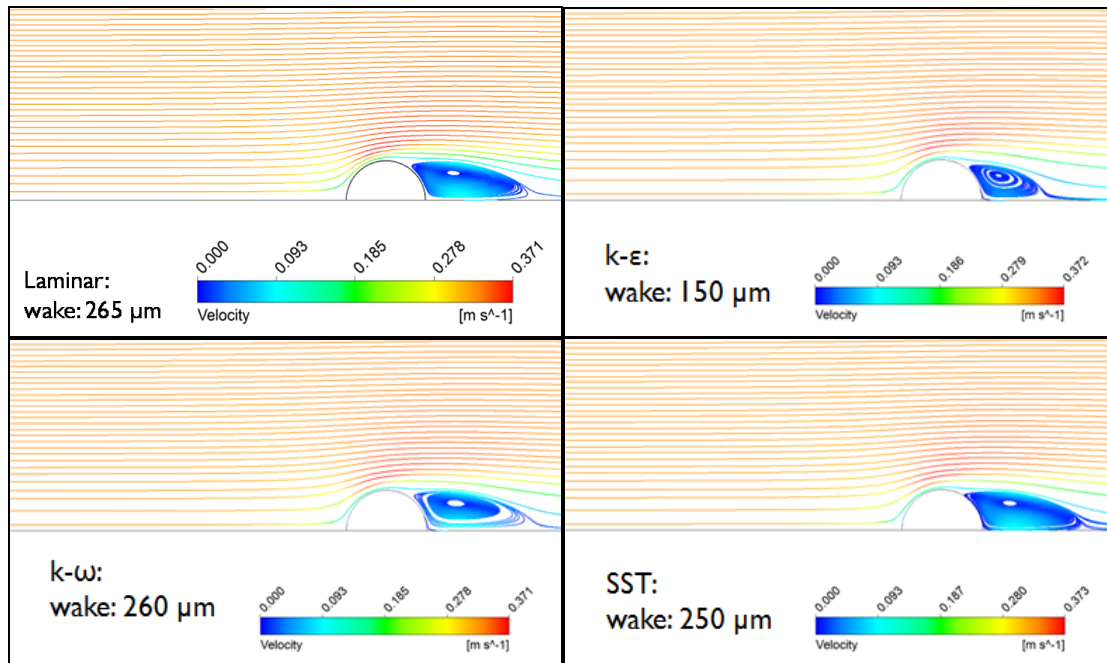 0.000
0.093
0.185
0.278
0.371
Laminar:
wake: 265 μm
Velocity
[m s^-1]
k-ε:
wake: 150 μm
0.000
0.093
0.186
0.279
0.372
Velocity
[m s^-1]
k-ω:
wake: 260 μm
0.000
0.093
0.185
0.278
0.371
Velocity
[m s^-1]
SST:
wake: 250 μm
0.000
0.093
0.187
0.280
0.373
Velocity
[m s^-1]